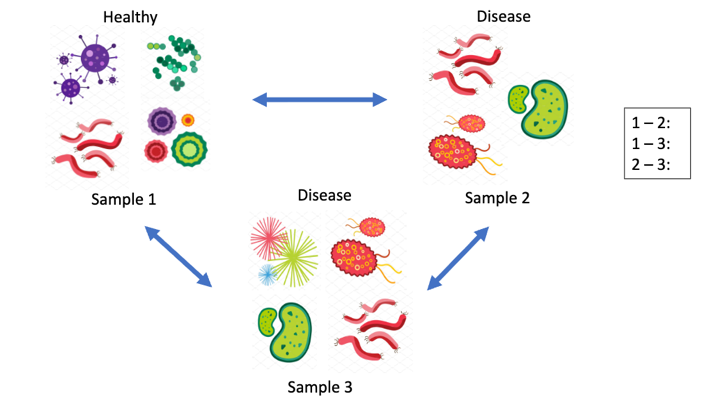 Healthy
Disease
Sample 1
Sample 2
1 – 2:
1 – 3:
2 – 3:
Disease
Sample 3